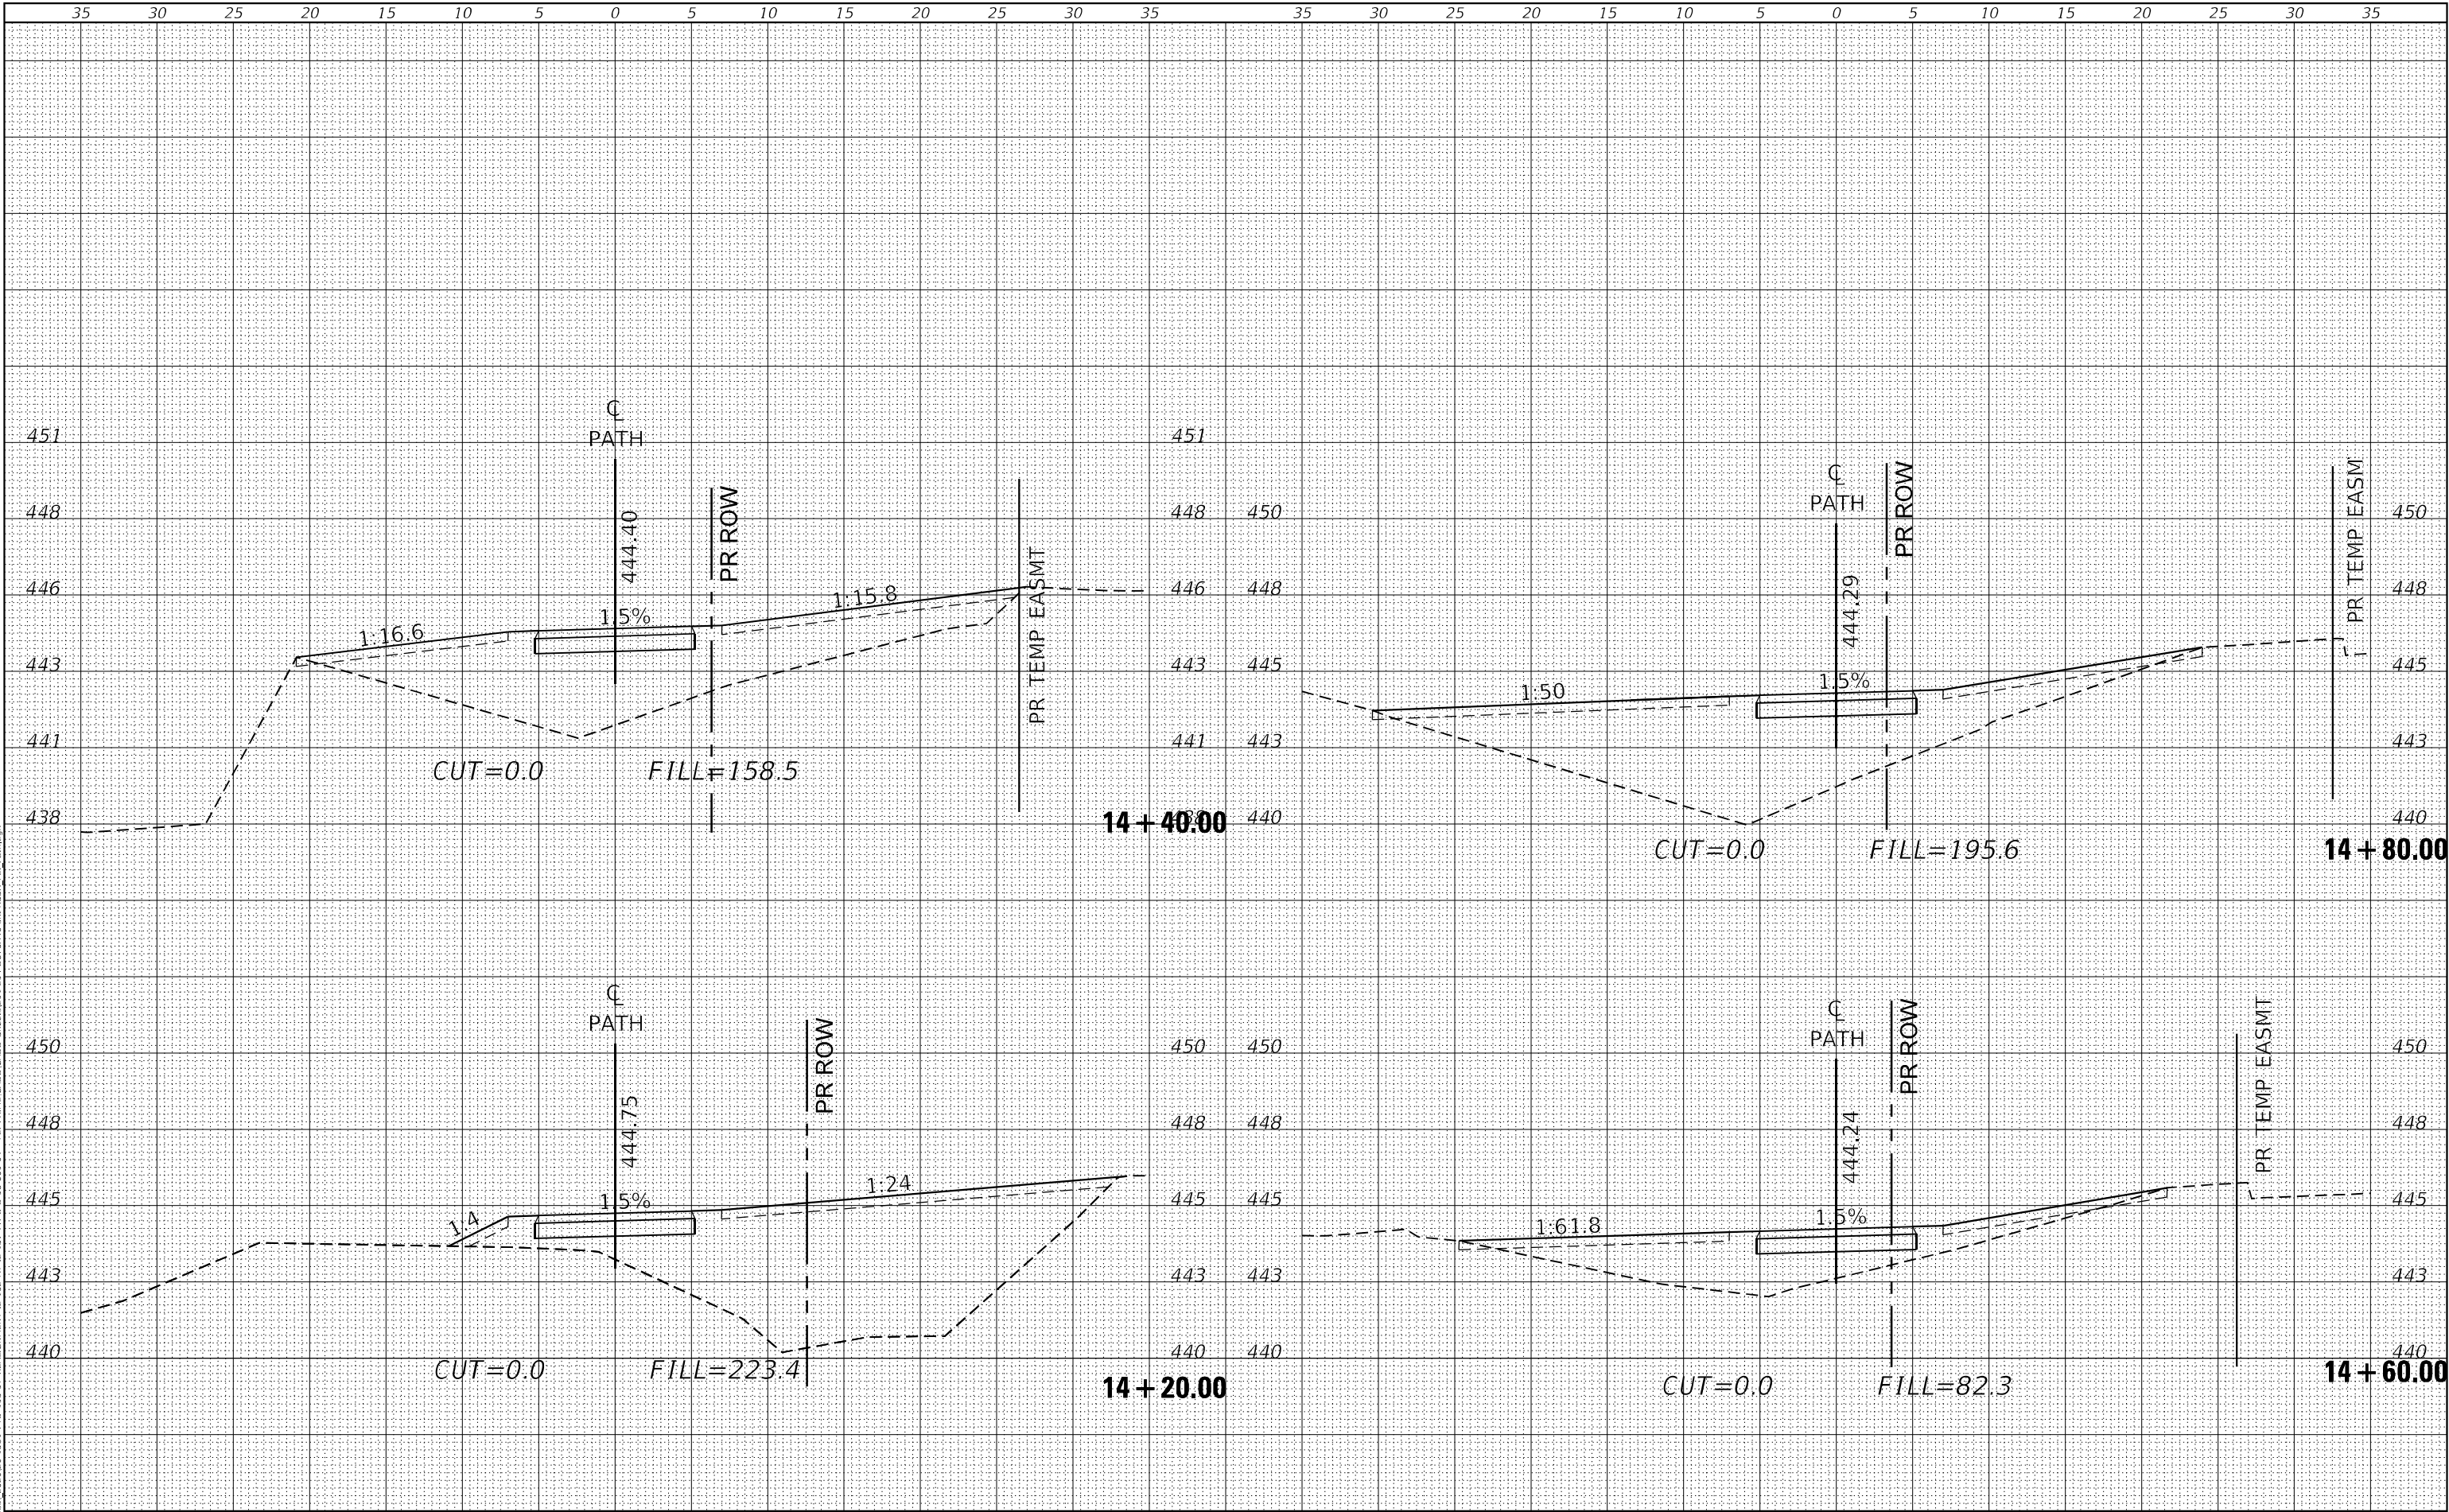 35 30 25 20 15 10 5 0 5 10 15 20 25 30 35 35 30 25 20 15 10 5 0 5 10 15 20 25 30 35
℄
PATH
451 451
448 448
446 446
443 443
441 441
438 438
444.40
PR ROW
PR TEMP EASMT
1:16.6
1.5%
1:15.8
CUT=0.0 FILL=158.5
14+40.00
℄
PATH
450 450
448 448
445 445
443 443
440 440
444.29
PR ROW
PR TEMP EASM
1:50
1.5%
CUT=0.0 FILL=195.6
14+80.00
℄
PATH
450 450
448 448
445 445
443 443
440 440
444.75
PR ROW
1:4
1.5%
1:24
CUT=0.0 FILL=223.4
14+20.00
℄
PATH
450 450
448 448
445 445
443 443
440 440
444.24
PR ROW
PR TEMP EASMT
1:61.8
1.5%
CUT=0.0 FILL=82.3
14+60.00